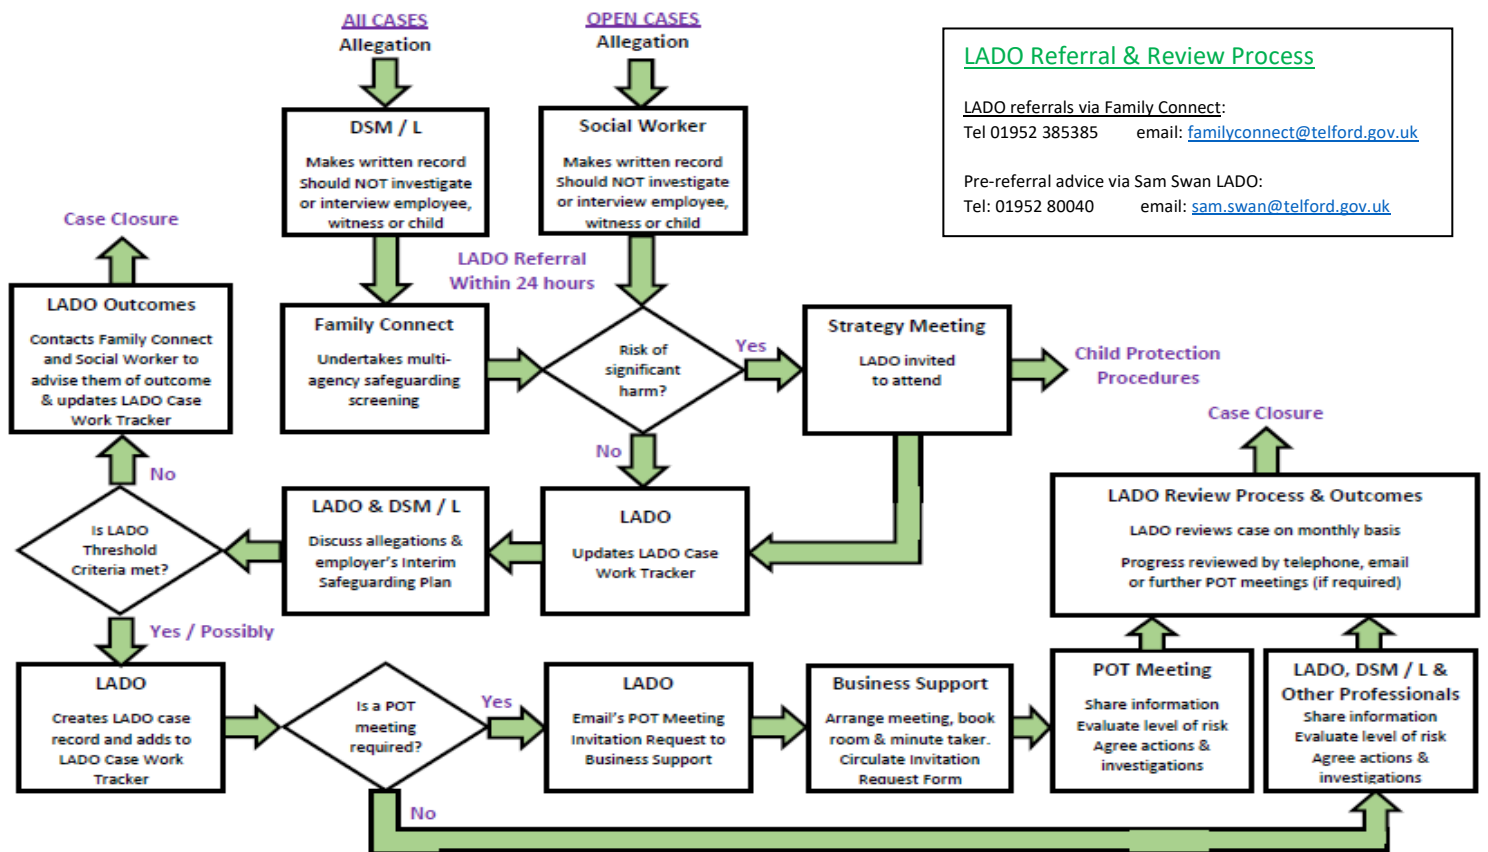 All CASES
Allegation
OPEN CASES
Allegation
LADO Referral & Review Process
LADO referrals via Family Connect:
Tel 01952 385385 email: familyconnect@telford.gov.uk
Pre-referral advice via Sam Swan LADO:
Tel: 01952 80040 email: sam.swan@telford.gov.uk
DSM / L
Makes written record
Should NOT investigate
or interview employee,
witness or child
Social Worker
Makes written record
Should NOT investigate
or interview employee,
witness or child
LADO Referral
Within 24 hours
Case Closure
LADO Outcomes
Contacts Family Connect
and Social Worker to
advise them of outcome
& updates LADO Case
Work Tracker
Family Connect
Undertakes multi-
agency safeguarding
screening
Risk of
significant
harm?
Yes
Strategy Meeting
LADO invited
to attend
Child Protection
Procedures
Case Closure
No
No
Is LADO
Threshold
Criteria met?
LADO & DSM / L
Discuss allegations &
employer's Interim
Safeguarding Plan
LADO
Updates LADO Case
Work Tracker
LADO Review Process & Outcomes
LADO reviews case on monthly basis
Progress reviewed by telephone, email
or further POT meetings (if required)
Yes / Possibly
LADO
Creates LADO case
record and adds to
LADO Case Work
Tracker
Is a POT
meeting
required?
Yes
LADO
Email's POT Meeting
Invitation Request to
Business Support
Business Support
Arrange meeting, book
room & minute taker.
Circulate Invitation
Request Form
POT Meeting
Share information
Evaluate level of risk
Agree actions &
investigations
LADO, DSM / L &
Other Professionals
Share information
Evaluate level of risk
Agree actions &
investigations
No